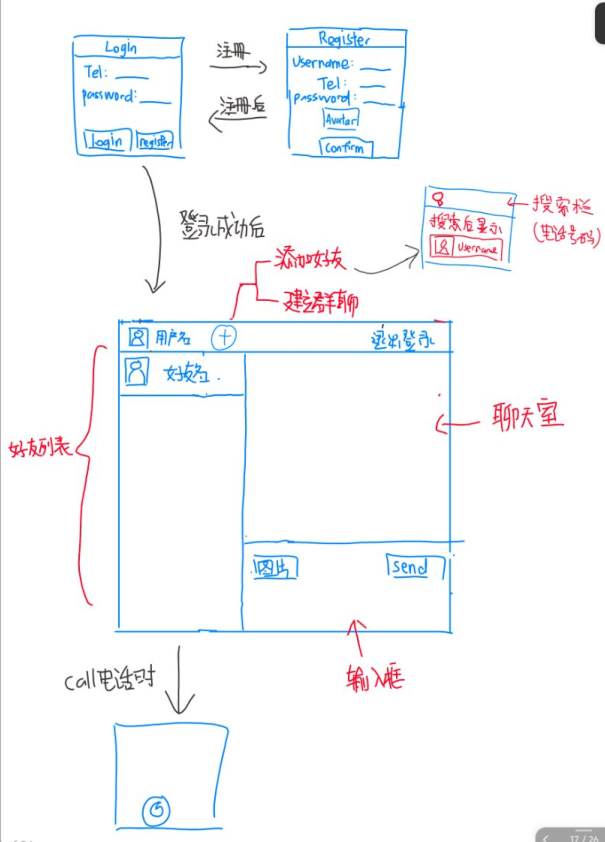 Login
Tel:
password:
Login
register
注册
注册后
Register
Username:
Tel:
password:
Avatar
Confirm
登录成功后
搜索后显示
username
搜索栏
(电话号码)
添加好友
建立群聊
用户名
+
退出登录
好友名
好友列表
聊天室
图片
send
输入框
call电话时
17/26